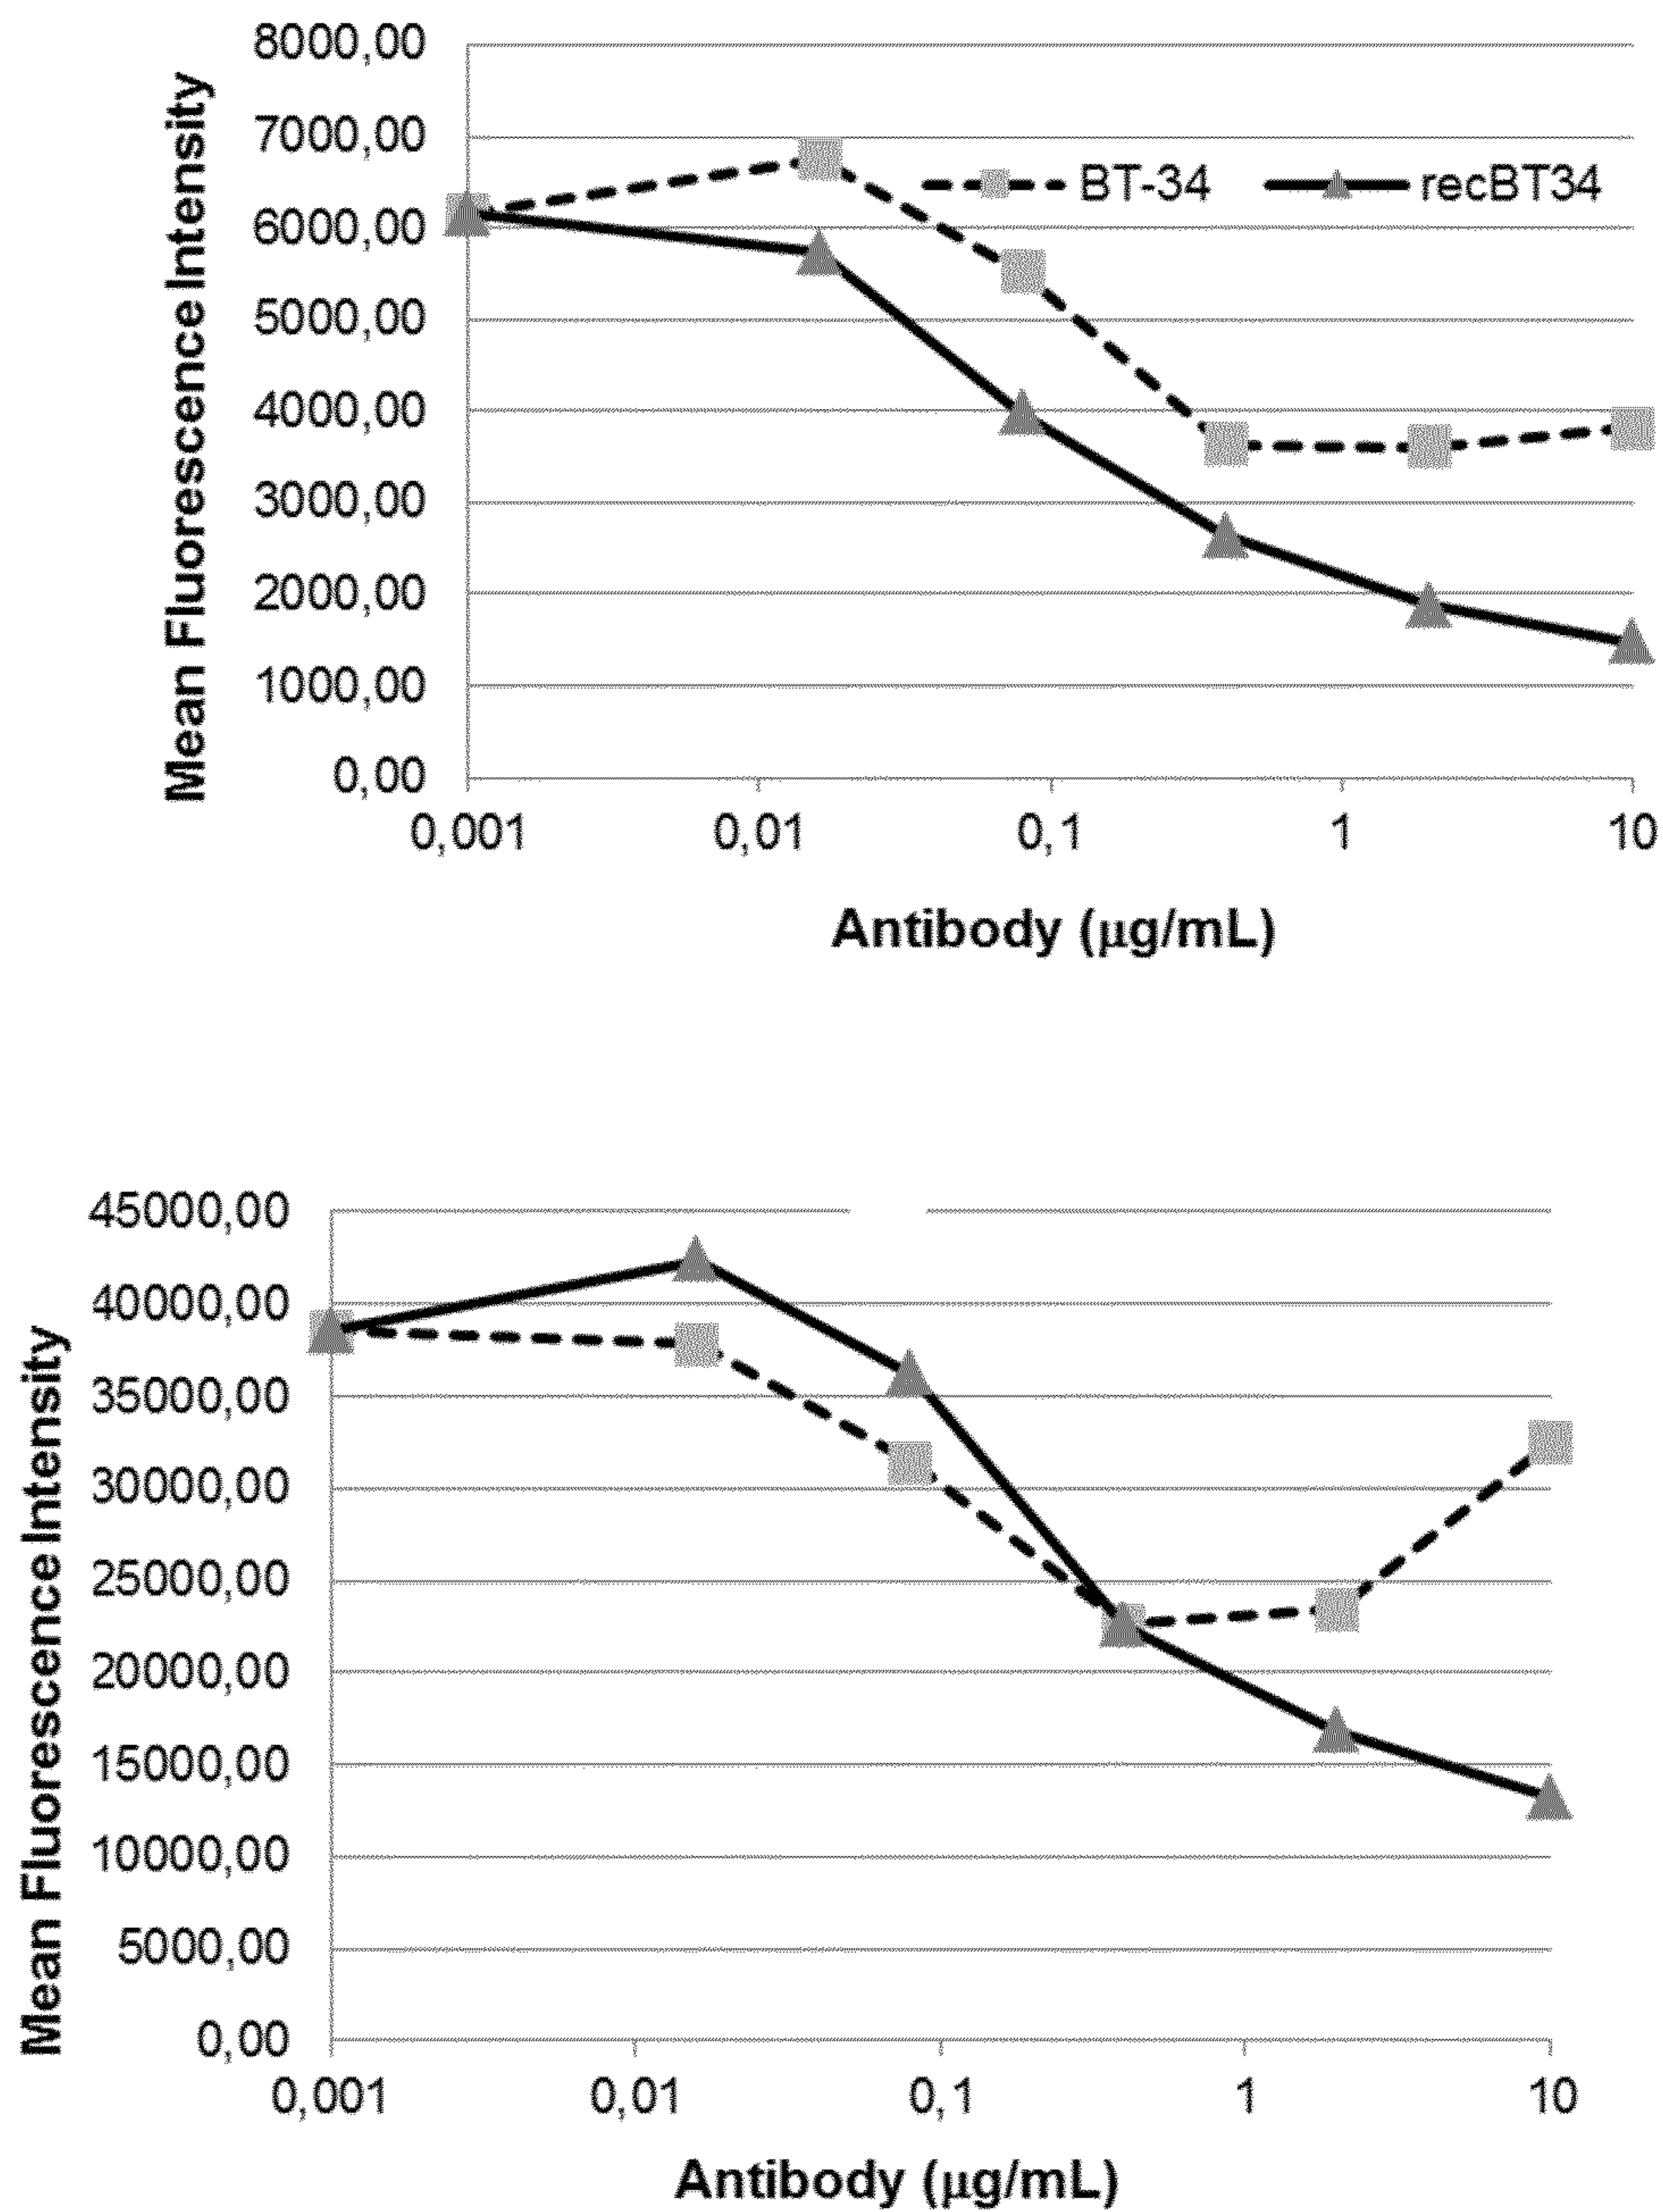 8000,00
7000,00
6000,00
5000,00
4000,00
3000,00
2000,00
1000,00
0,00
Mean Fluorescence Intensity
BT-34 recBT34
0,001 0,01 0,1 1 10
Antibody (μg/mL)
45000,00
40000,00
35000,00
30000,00
25000,00
20000,00
15000,00
10000,00
5000,00
0,00
Mean Fluorescence Intensity
0,001 0,01 0,1 1 10
Antibody (μg/mL)